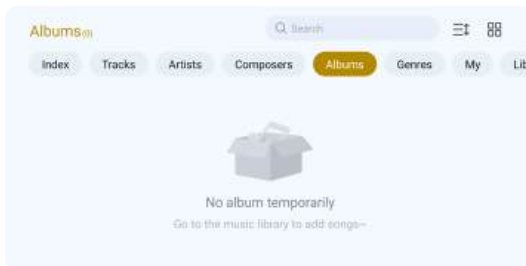 Albums(0)
Search
Index Tracks Artists Composers Albums Genres My Lib
No album temporarily
Go to the music library to add songs~